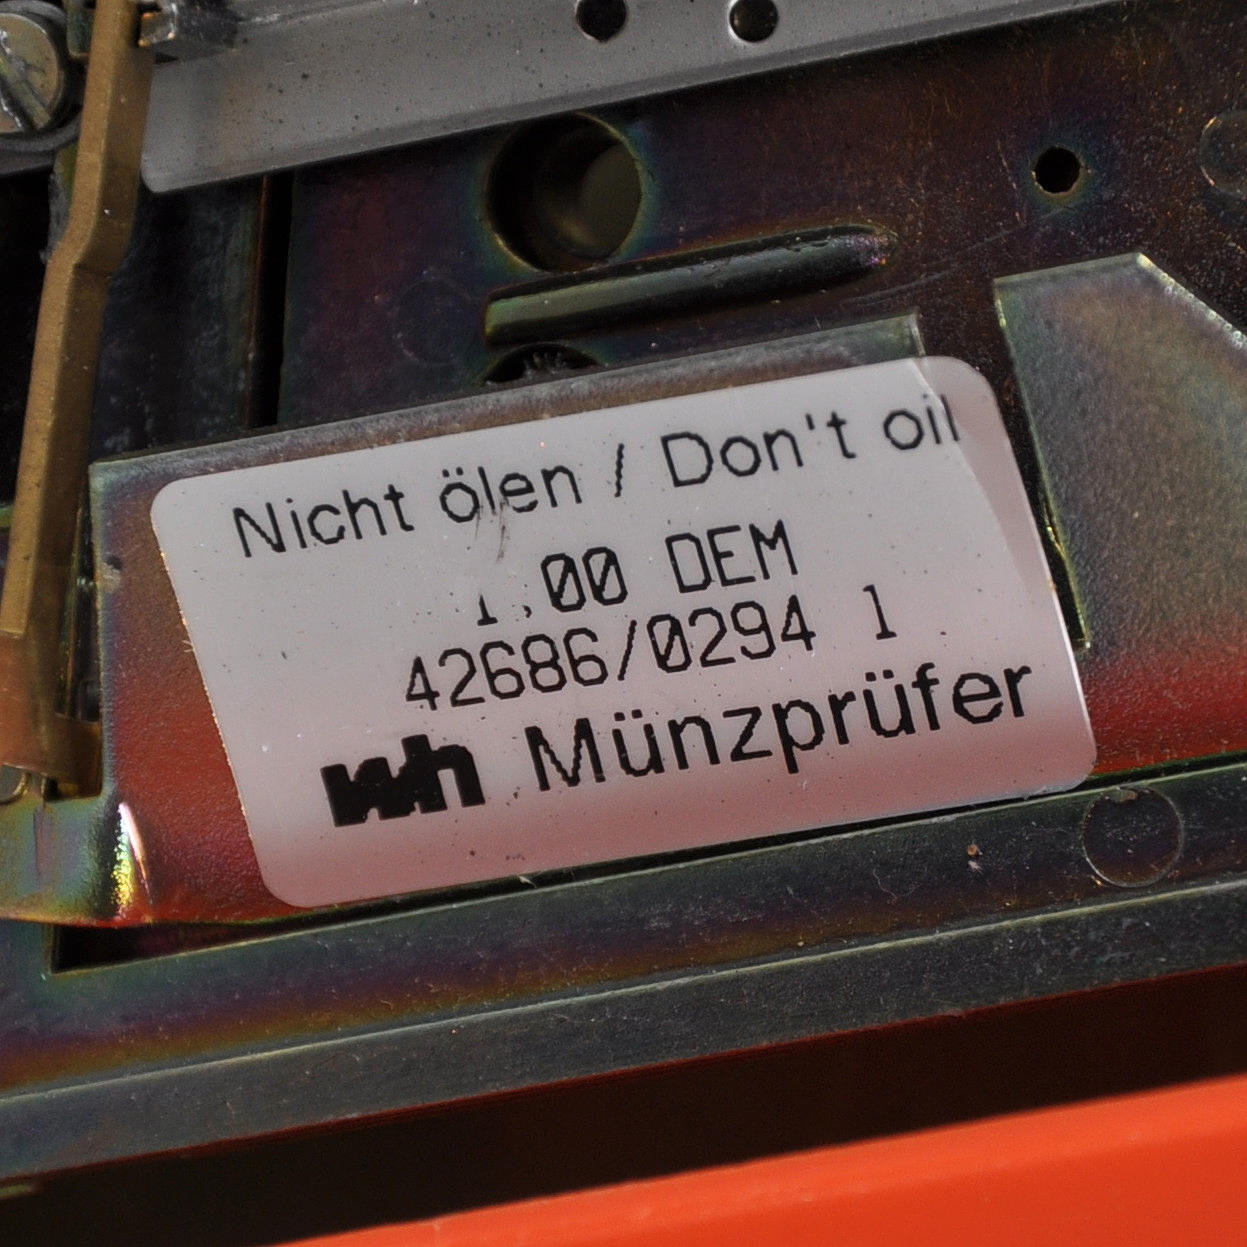 Nicht ölen / Don't oil
1,00 DEM
42686/0294 1
wh Münzprüfer